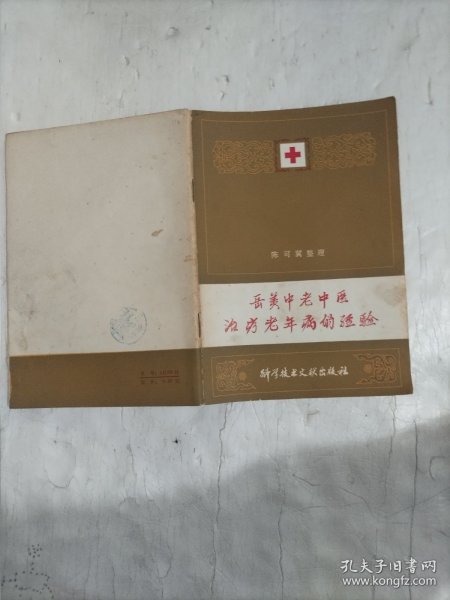 陈可冀整理
岳美中老中医
治疗老年病的经验
科学技术文献出版社
孔夫子旧书网
www.kongfz.com